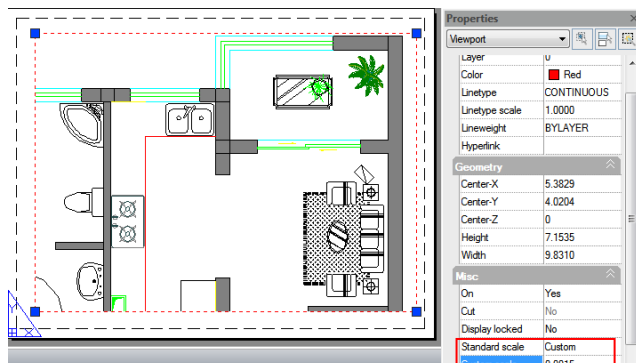 Properties
Viewport
Layer 0
Color Red
Linetype CONTINUOUS
Linetype scale 1.0000
Lineweight BYLAYER
Hyperlink
Geometry
Center-X 5.3829
Center-Y 4.0204
Center-Z 0
Height 7.1535
Width 9.8310
Misc
On Yes
Cut No
Display locked No
Standard scale Custom